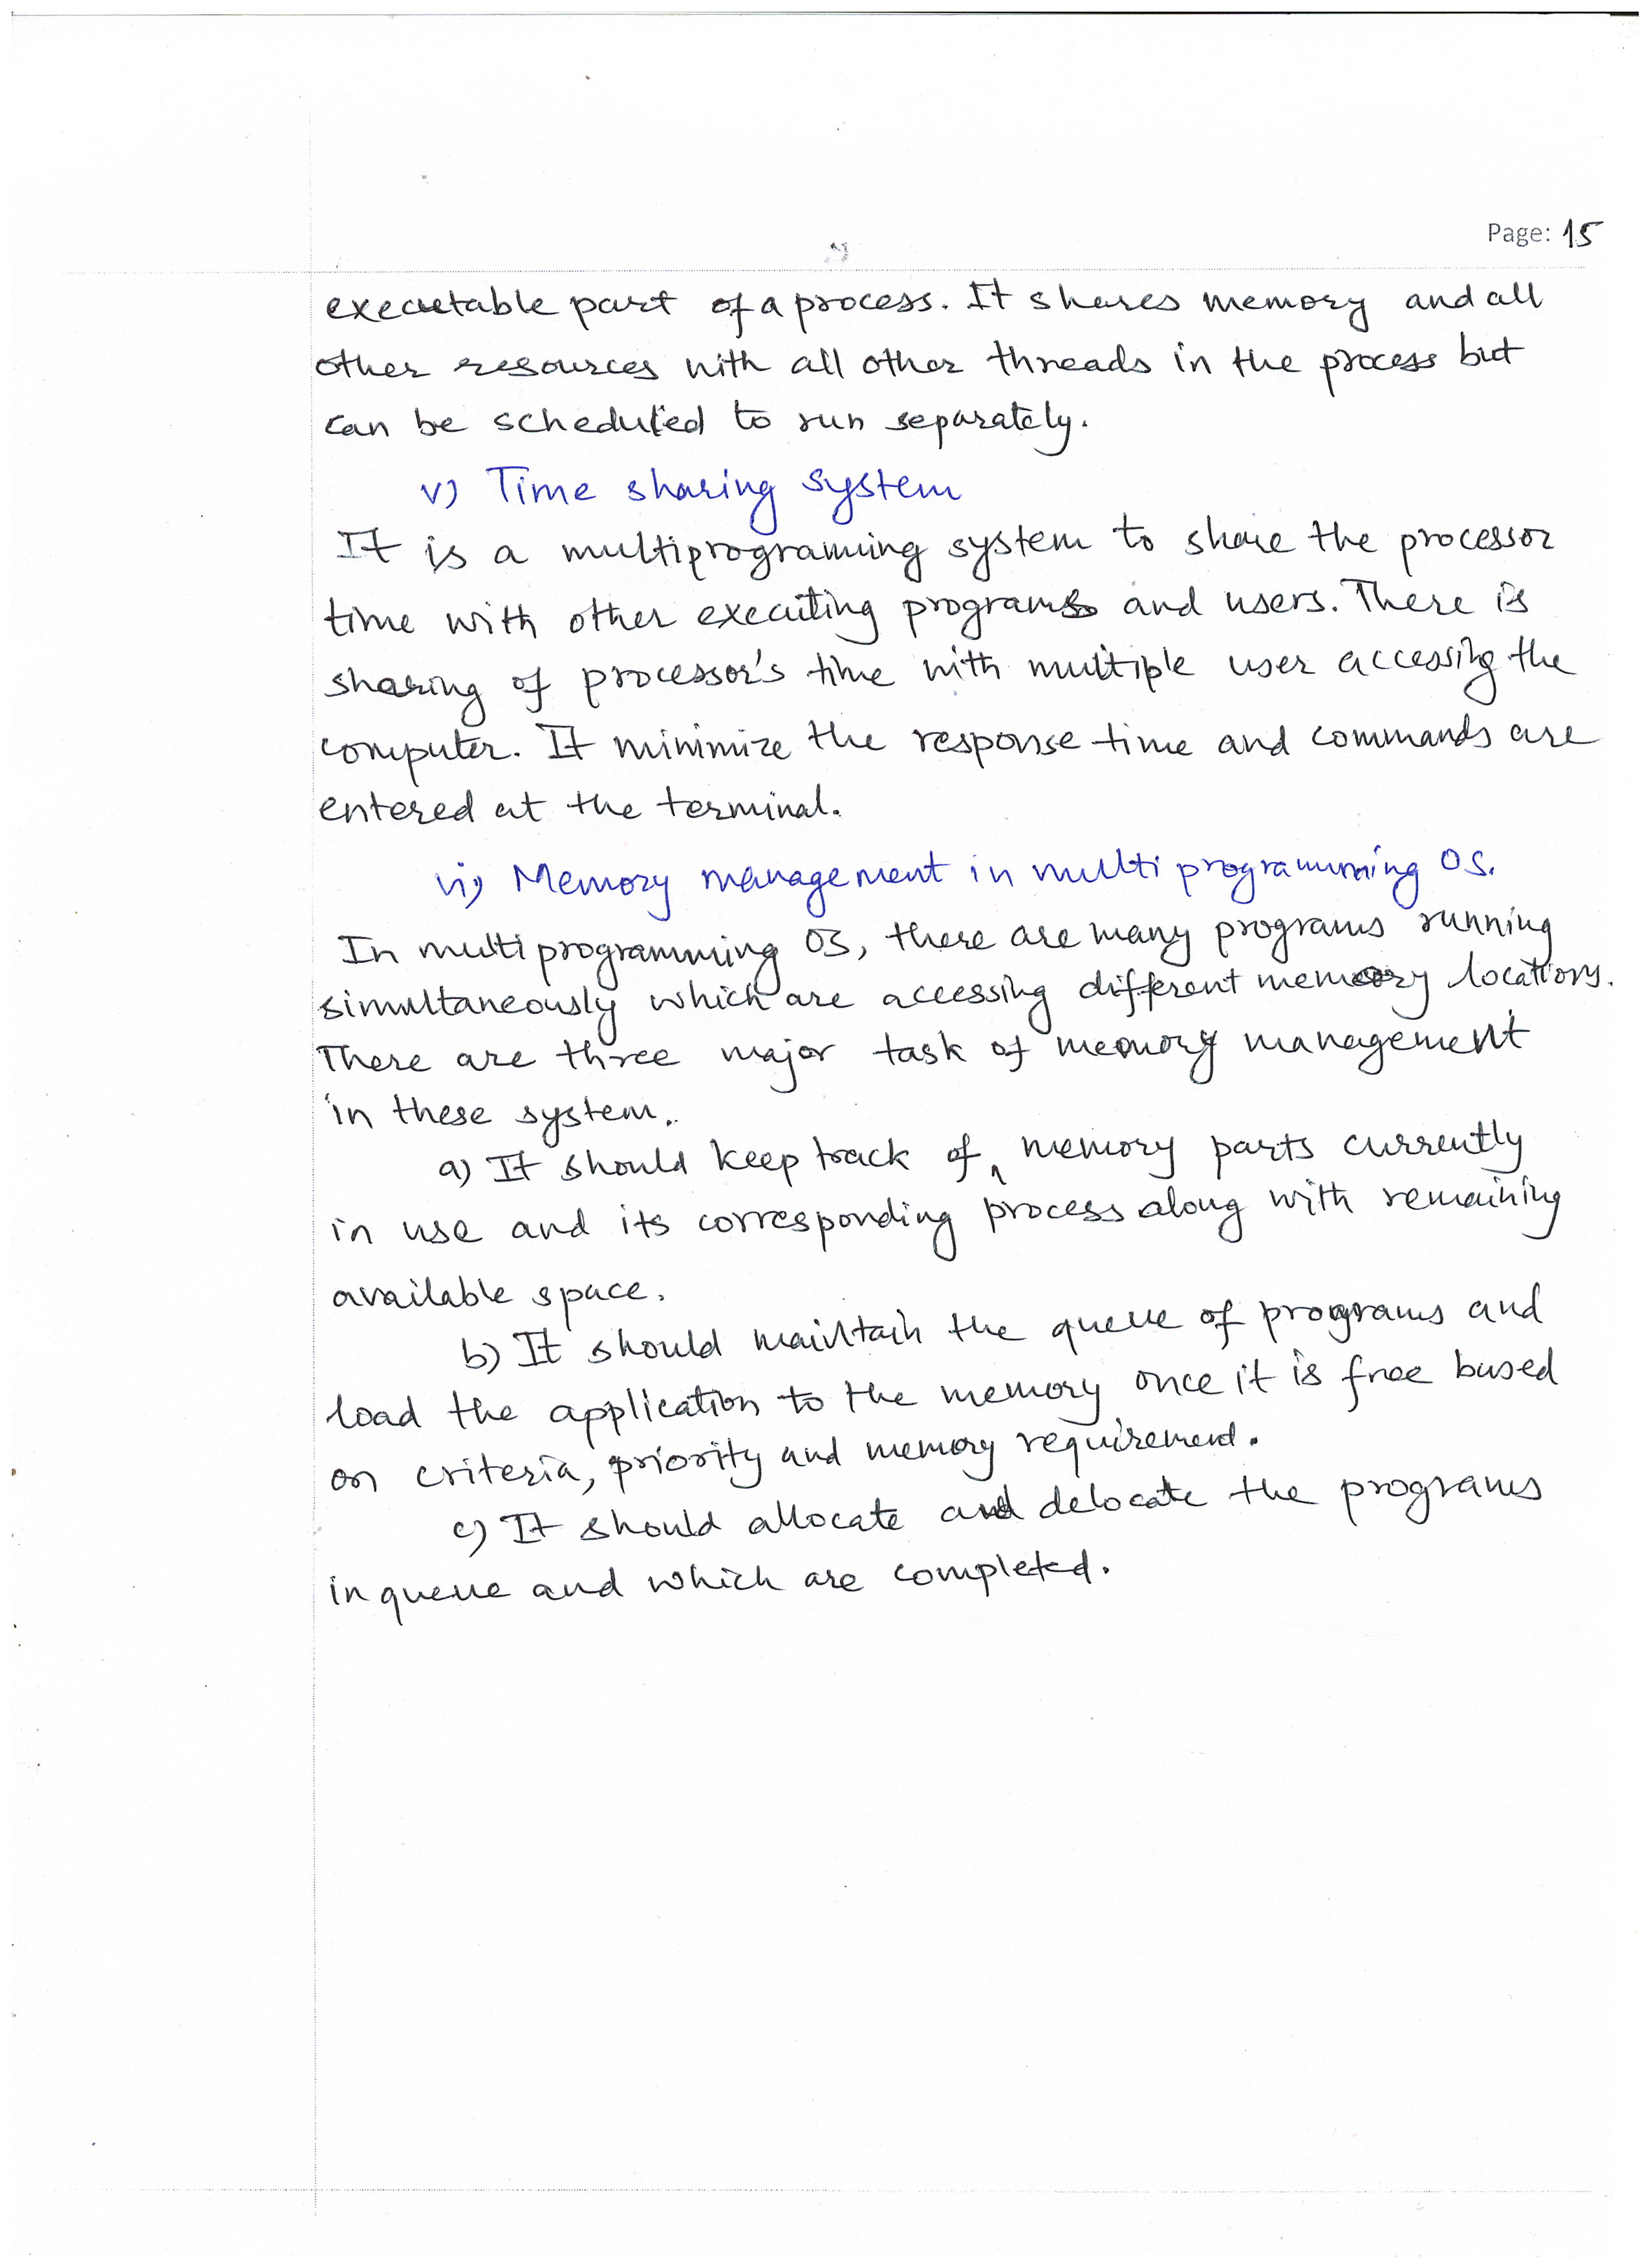 Page: 15
executable part of a process. It shares memory and all
other resources with all other threads in the process but
can be scheduled to run separately.
v) Time sharing system
It is a multiprograming system to share the processor
time with other executing programs and users. There is
sharing of processor's time with multiple user accessing the
computer. It minimize the response time and commands are
entered at the terminal.
vi) Memory management in multi programming OS.
In multi programming OS, there are many programs running
simultaneously which are accessing different memory locations.
There are three major task of memory management
in these system.
a) It should keep track of memory parts currently
in use and its corresponding process along with remaining
available space.
b) It should maintain the queue of programs and
load the application to the memory once it is free based
on criteria, priority and memory requirement.
c) It should allocate and delocate the programs
in queue and which are completed.